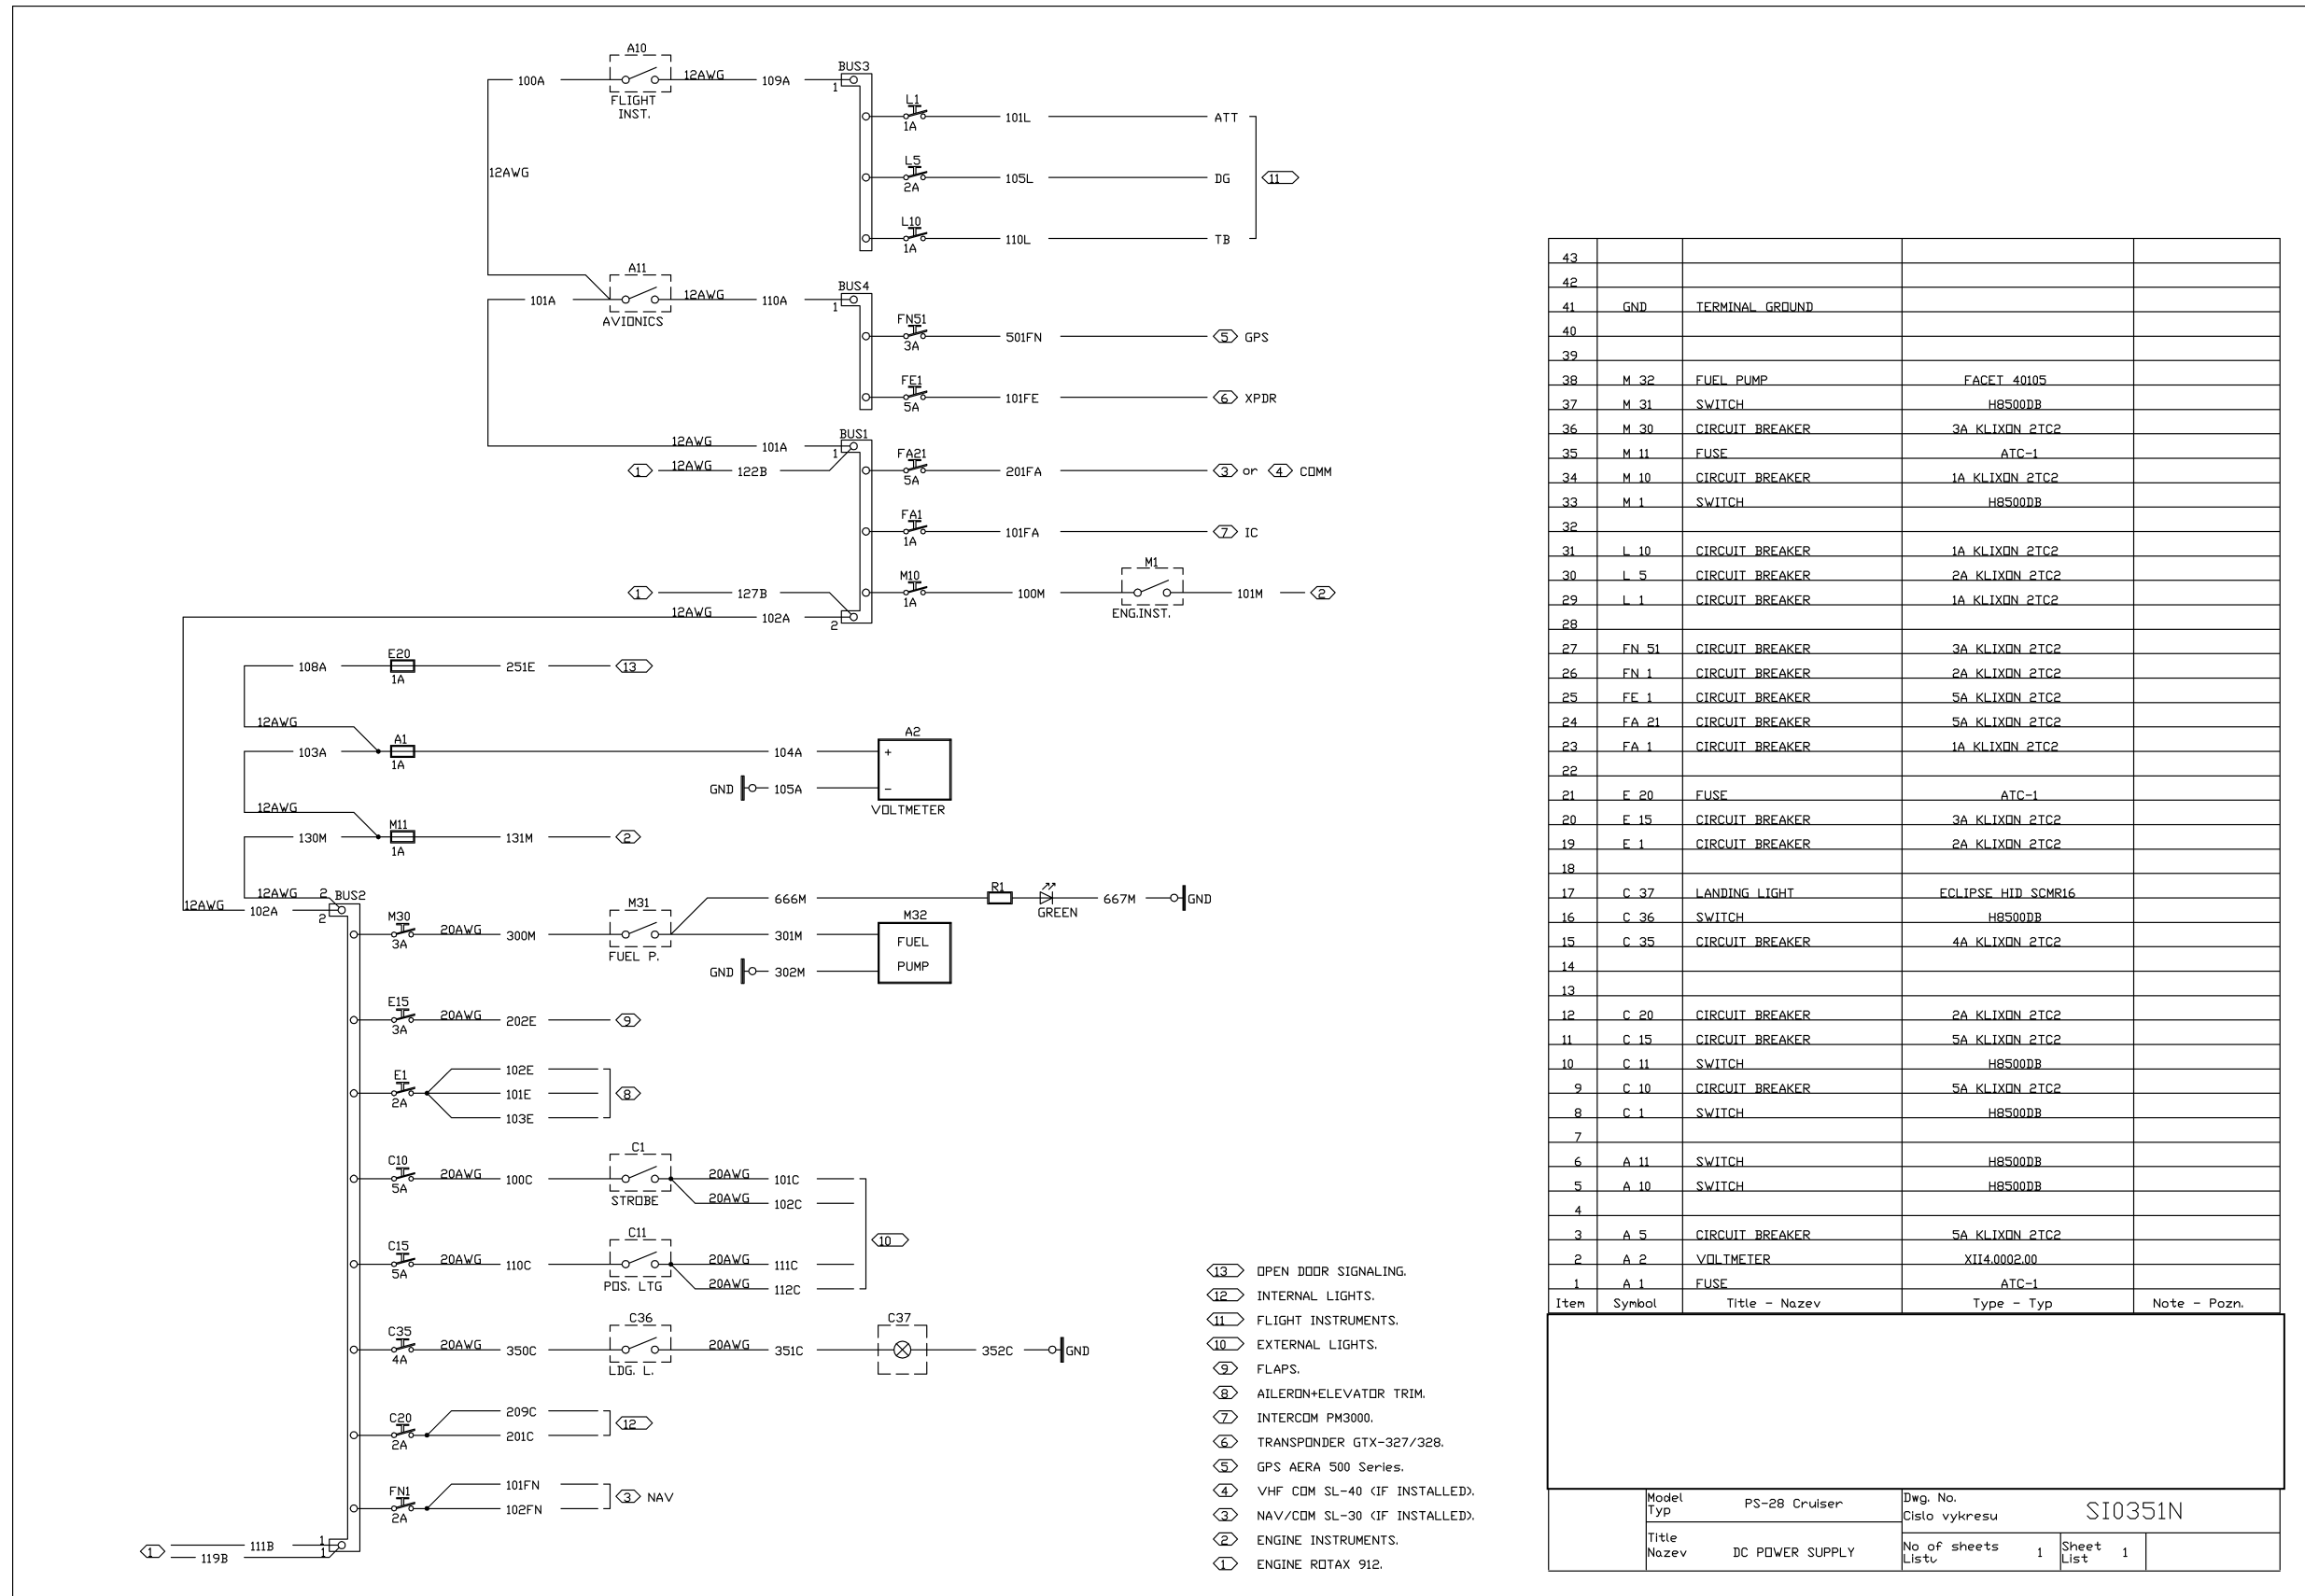 A10
100A 12AWG 109A BUS3
1
FLIGHT
INST.
L1
1A 101L ATT
12AWG
L5
2A 105L DG 11
L10
1A 110L TB
A11
101A 12AWG 110A BUS4
1
AVIONICS
FN51
3A 501FN 5 GPS
FE1
5A 101FE 6 XPDR
12AWG 101A BUS1
1
1 12AWG 122B
FA21
5A 201FA 3 or 4 COMM
FA1
1A 101FA 7 IC
M10
1A 100M M1 101M 2
ENG.INST.
1 127B
12AWG 102A 2
108A E20 251E 13
1A
12AWG
103A A1 104A A2
1A
+
-
GND 105A
VOLTMETER
12AWG
130M M11 131M 2
1A
12AWG 2 BUS2
12AWG 102A 2
666M R1 667M GND
GREEN
M30
3A 20AWG 300M M31 301M M32
FUEL P.
FUEL
PUMP
GND 302M
E15
3A 20AWG 202E 9
E1
2A
102E
101E 8
103E
C10
5A 20AWG 100C C1 20AWG 101C
STROBE 20AWG 102C
10
C15
5A 20AWG 110C C11 20AWG 111C
POS. LTG 20AWG 112C
C35
4A 20AWG 350C C36 20AWG 351C C37 352C GND
LDG. L.
C20
2A
209C
201C 12
FN1
2A
101FN
102FN 3 NAV
1 111B 1
119B 1
13 OPEN DOOR SIGNALING.
12 INTERNAL LIGHTS.
11 FLIGHT INSTRUMENTS.
10 EXTERNAL LIGHTS.
9 FLAPS.
8 AILERON+ELEVATOR TRIM.
7 INTERCOM PM3000.
6 TRANSPONDER GTX-327/328.
5 GPS AERA 500 Series.
4 VHF COM SL-40 (IF INSTALLED).
3 NAV/COM SL-30 (IF INSTALLED).
2 ENGINE INSTRUMENTS.
1 ENGINE ROTAX 912.
43
42
41 GND TERMINAL GROUND
40
39
38 M 32 FUEL PUMP FACET 40105
37 M 31 SWITCH H8500DB
36 M 30 CIRCUIT BREAKER 3A KLIXON 2TC2
35 M 11 FUSE ATC-1
34 M 10 CIRCUIT BREAKER 1A KLIXON 2TC2
33 M 1 SWITCH H8500DB
32
31 L 10 CIRCUIT BREAKER 1A KLIXON 2TC2
30 L 5 CIRCUIT BREAKER 2A KLIXON 2TC2
29 L 1 CIRCUIT BREAKER 1A KLIXON 2TC2
28
27 FN 51 CIRCUIT BREAKER 3A KLIXON 2TC2
26 FN 1 CIRCUIT BREAKER 2A KLIXON 2TC2
25 FE 1 CIRCUIT BREAKER 5A KLIXON 2TC2
24 FA 21 CIRCUIT BREAKER 5A KLIXON 2TC2
23 FA 1 CIRCUIT BREAKER 1A KLIXON 2TC2
22
21 E 20 FUSE ATC-1
20 E 15 CIRCUIT BREAKER 3A KLIXON 2TC2
19 E 1 CIRCUIT BREAKER 2A KLIXON 2TC2
18
17 C 37 LANDING LIGHT ECLIPSE HID SCMR16
16 C 36 SWITCH H8500DB
15 C 35 CIRCUIT BREAKER 4A KLIXON 2TC2
14
13
12 C 20 CIRCUIT BREAKER 2A KLIXON 2TC2
11 C 15 CIRCUIT BREAKER 5A KLIXON 2TC2
10 C 11 SWITCH H8500DB
9 C 10 CIRCUIT BREAKER 5A KLIXON 2TC2
8 C 1 SWITCH H8500DB
7
6 A 11 SWITCH H8500DB
5 A 10 SWITCH H8500DB
4
3 A 5 CIRCUIT BREAKER 5A KLIXON 2TC2
2 A 2 VOLTMETER XII4.0002.00
1 A 1 FUSE ATC-1
Item Symbol Title - Nazev Type - Typ Note - Pozn.
Model
Typ PS-28 Cruiser
Dwg. No.
Cislo vykresu SI0351N
Title
Nazev DC POWER SUPPLY
No of sheets
Listu 1
Sheet
List 1